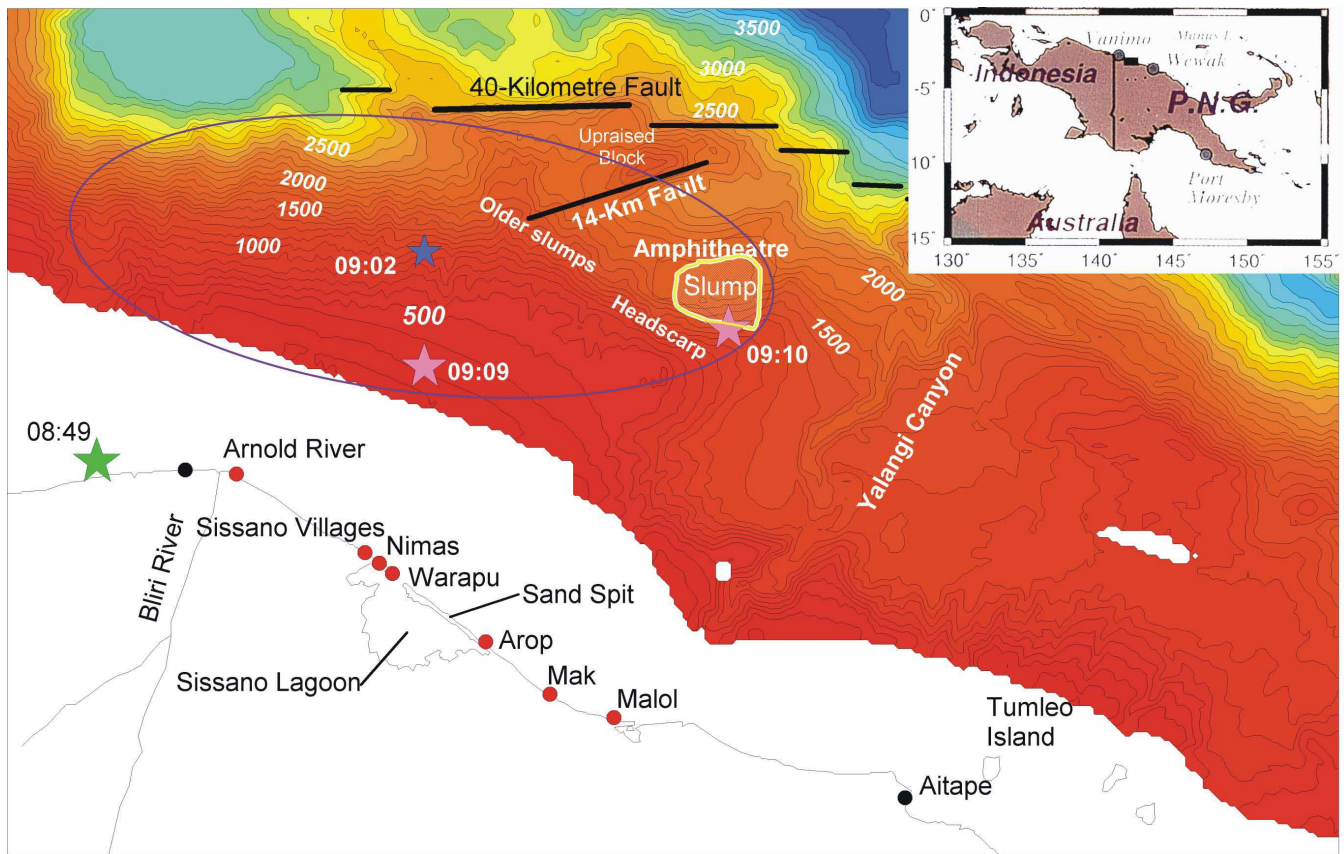 3500
3000
2500
40-Kilometre Fault
Upraised
Block
2500
2000
1500
1000
14-Km Fault
Older slumps
Amphitheatre
Slump
2000
1500
09:02
500
Headscarp
09:10
09:09
Yalangi Canyon
08:49
Arnold River
Sissano Villages
Nimas
Warapu
Bliri River
Sand Spit
Arop
Sissano Lagoon
Mak
Malol
Tumleo
Island
Aitape
0°
5°
10°
15°
130°
135°
140°
145°
150°
155°
Vanimo
Manus I.
Wewak
Indonesia
P.N.G.
Port
Moresby
Australia